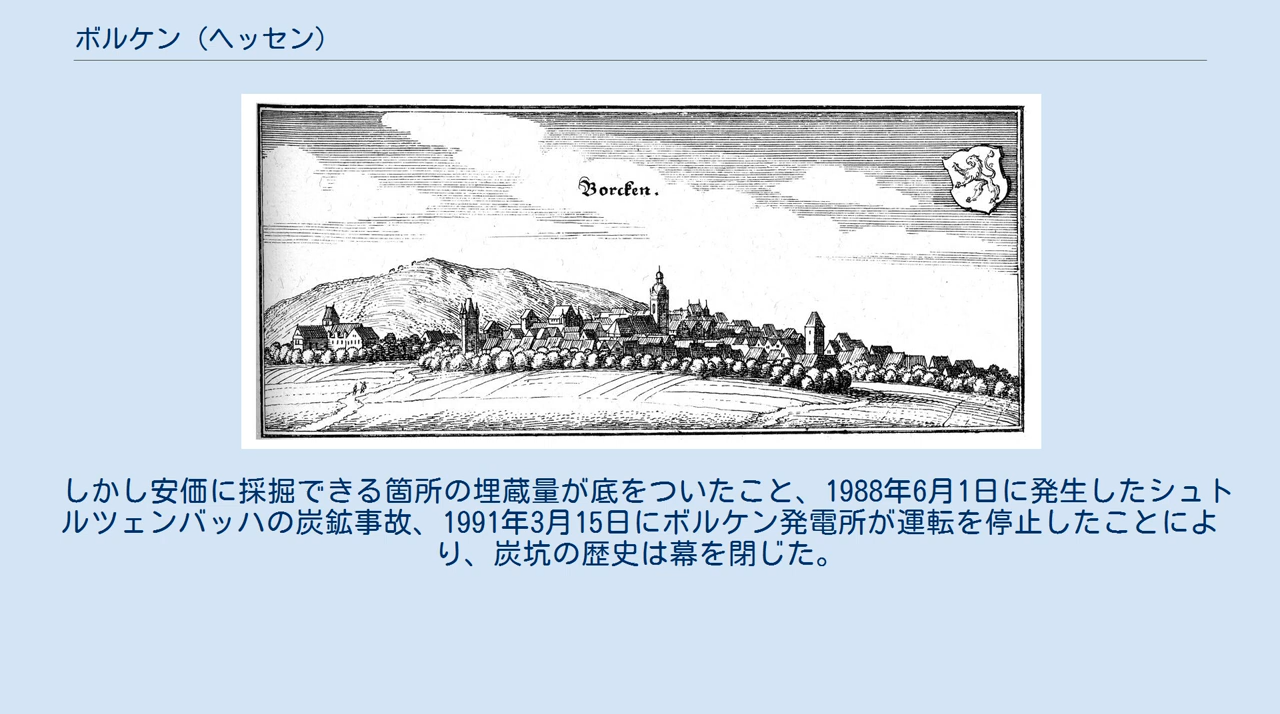 ボルケン（ヘッセン）
Borcken.
しかし安価に採掘できる箇所の埋蔵量が底をついたこと、1988年6月1日に発生したシュト
ルツェンバッハの炭鉱事故、1991年3月15日にボルケン発電所が運転を停止したことによ
り、炭坑の歴史は幕を閉じた。